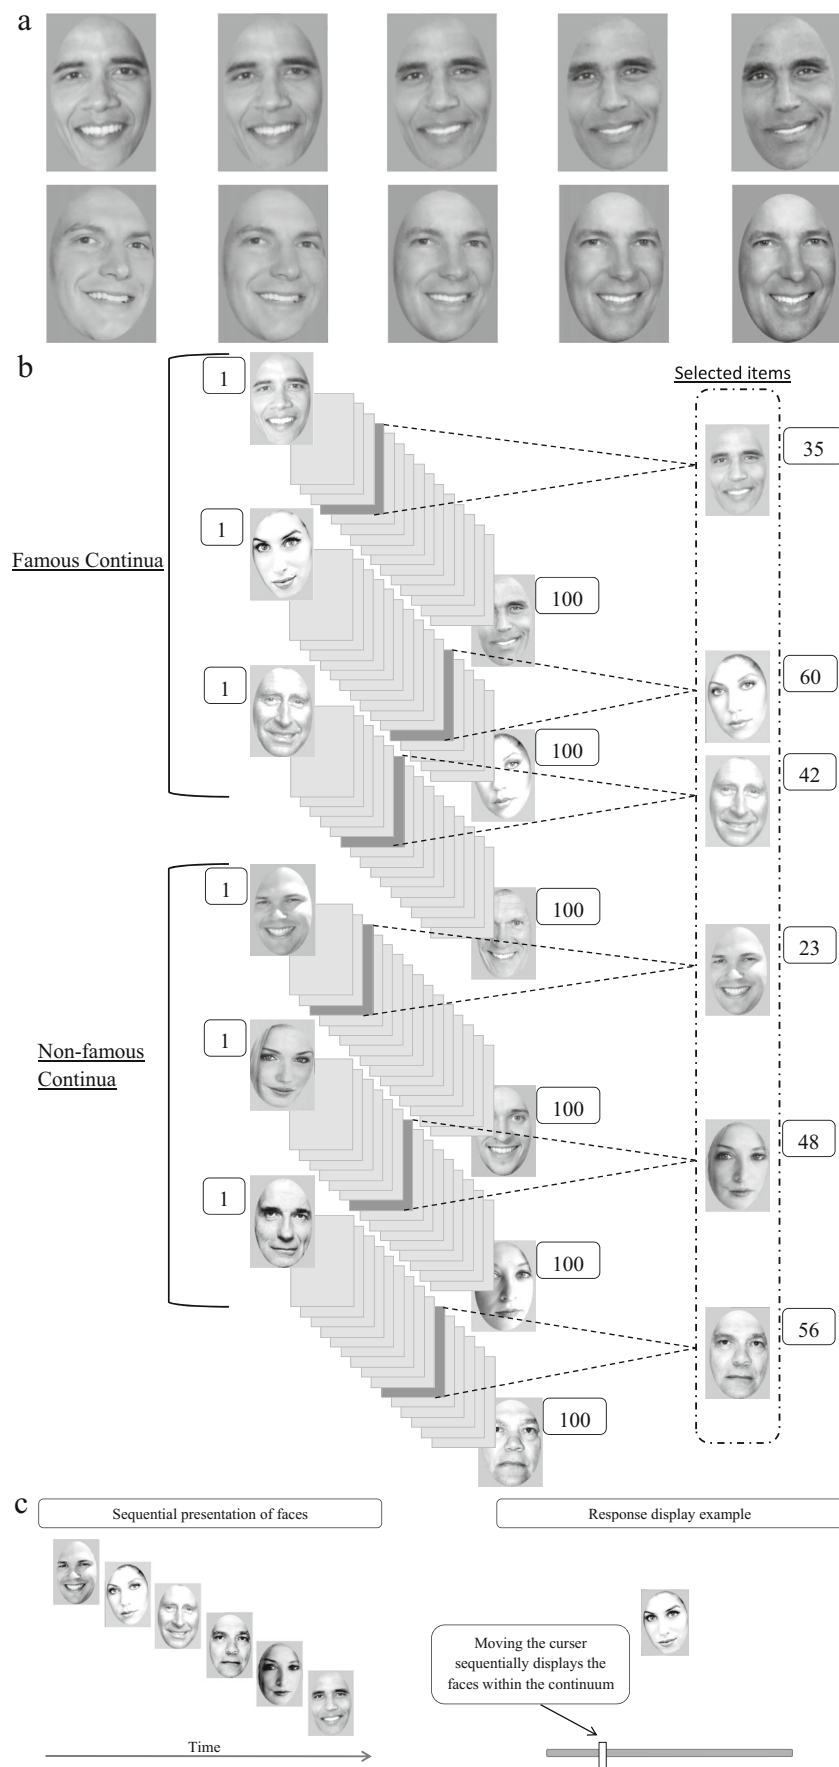 a
b
Selected items
1
35
1
Famous Continua
100
60
1
100
42
1
100
23
Non-famous
Continua
1
100
48
1
100
56
100
c
Sequential presentation of faces
Response display example
Moving the curser
sequentially displays the
faces within the continuum
Time